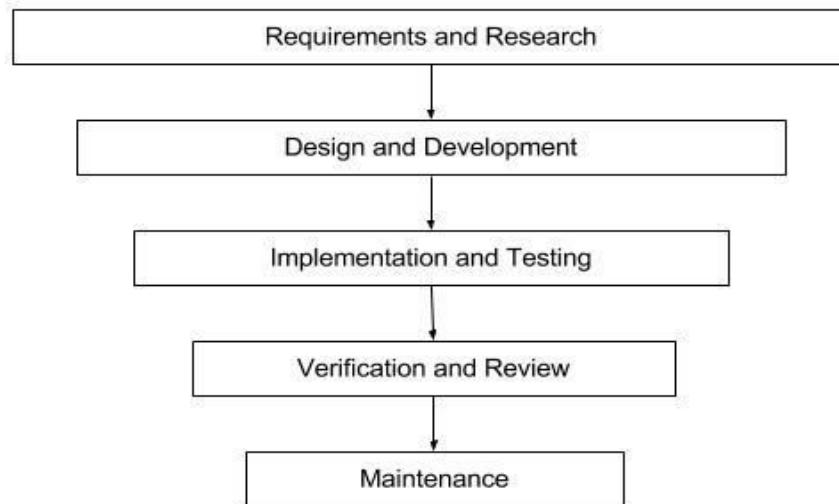 Requirements and Research
Design and Development
Implementation and Testing
Verification and Review
Maintenance